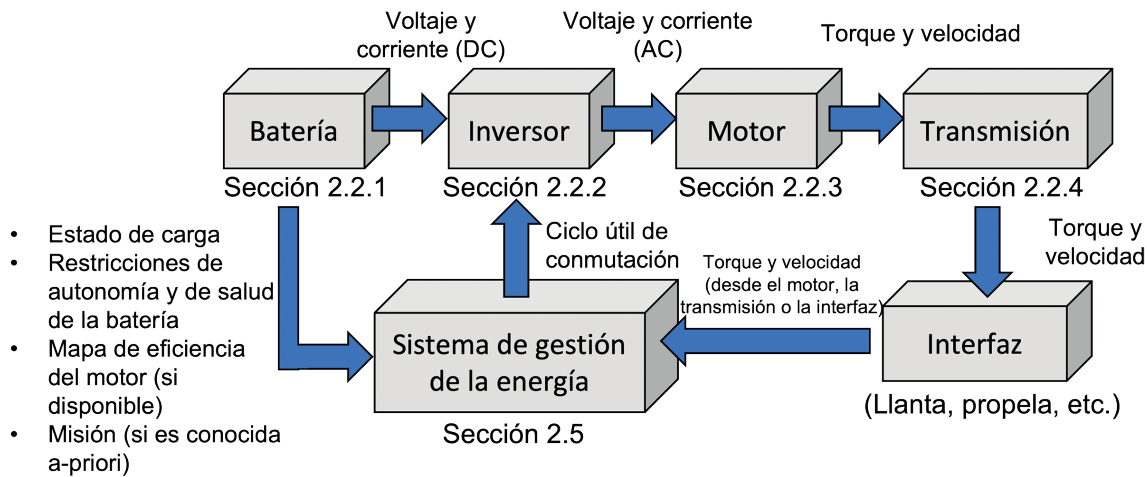 Voltaje y
corriente (DC)
Voltaje y corriente
(AC)
Torque y velocidad
Batería
Inversor
Motor
Transmisión
Sección 2.2.1
Sección 2.2.2
Sección 2.2.3
Sección 2.2.4
• Estado de carga
• Restricciones de
autonomía y de salud
de la batería
• Mapa de eficiencia
del motor (si
disponible)
• Misión (si es conocida
a-priori)
Ciclo útil de
conmutación
Torque y velocidad
(desde el motor, la
transmisión o la interfaz)
Torque y
velocidad
Sistema de gestión
de la energía
Sección 2.5
Interfaz
(Llanta, propela, etc.)